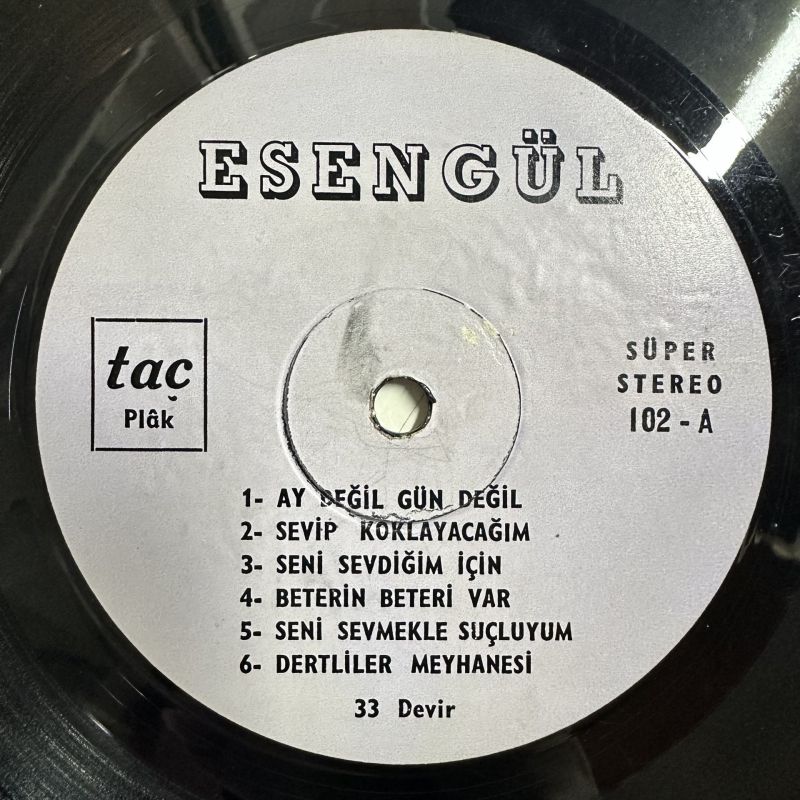 ESENGÜL
taç
Plâk
SÜPER
STEREO
102 - A
1- AY DEĞİL GÜN DEĞİL
2- SEVİP KOKLAYACAĞIM
3- SENİ SEVDİĞİM İÇİN
4- BETERİN BETERİ VAR
5- SENİ SEVMEKLE SUÇLUYUM
6- DERTLİLER MEYHANESİ
33 Devir